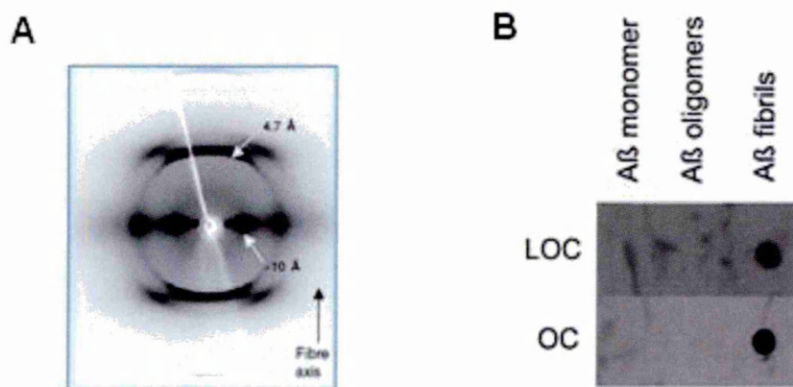 A
4.7 Å
~10 Å
Fibre
axis
B
Aß monomer
Aß oligomers
Aß fibrils
LOC
OC